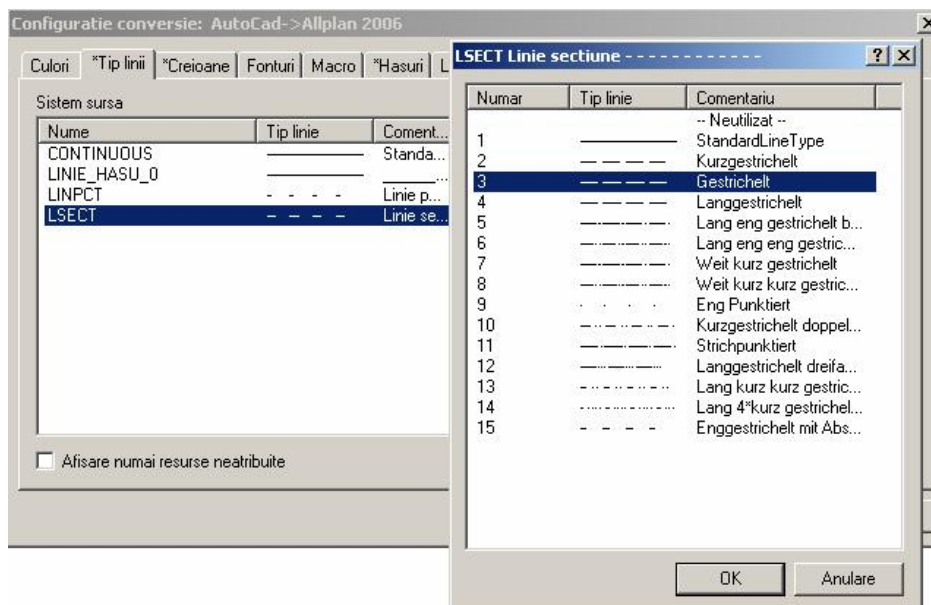 Configuratie conversie: AutoCad->Allplan 2006
Culori *Tip linii *Creioane Fonturi Macro *Hasuri L
Sistem sursa
Nume Tip linie Coment...
CONTINUOUS Standa...
LINIE_HASU_0 ______...
LINPCT Linie p...
LSECT Linie se...
Afisare numai resurse neatribuite
LSECT Linie sectiune - - - - - - - - - - - -
Numar Tip linie Comentariu
-- Neutilizat --
1 StandardLineType
2 Kurzgestrichelt
3 Gestrichelt
4 Langgestrichelt
5 Lang eng gestrichelt b...
6 Lang eng eng gestric...
7 Weit kurz gestrichelt
8 Weit kurz kurz gestric...
9 Eng Punktiert
10 Kurzgestrichelt doppel...
11 Strichpunktiert
12 Langgestrichelt dreifa...
13 Lang kurz kurz gestric...
14 Lang 4*kurz gestrichel...
15 Enggestrichelt mit Abs...
OK Anulare